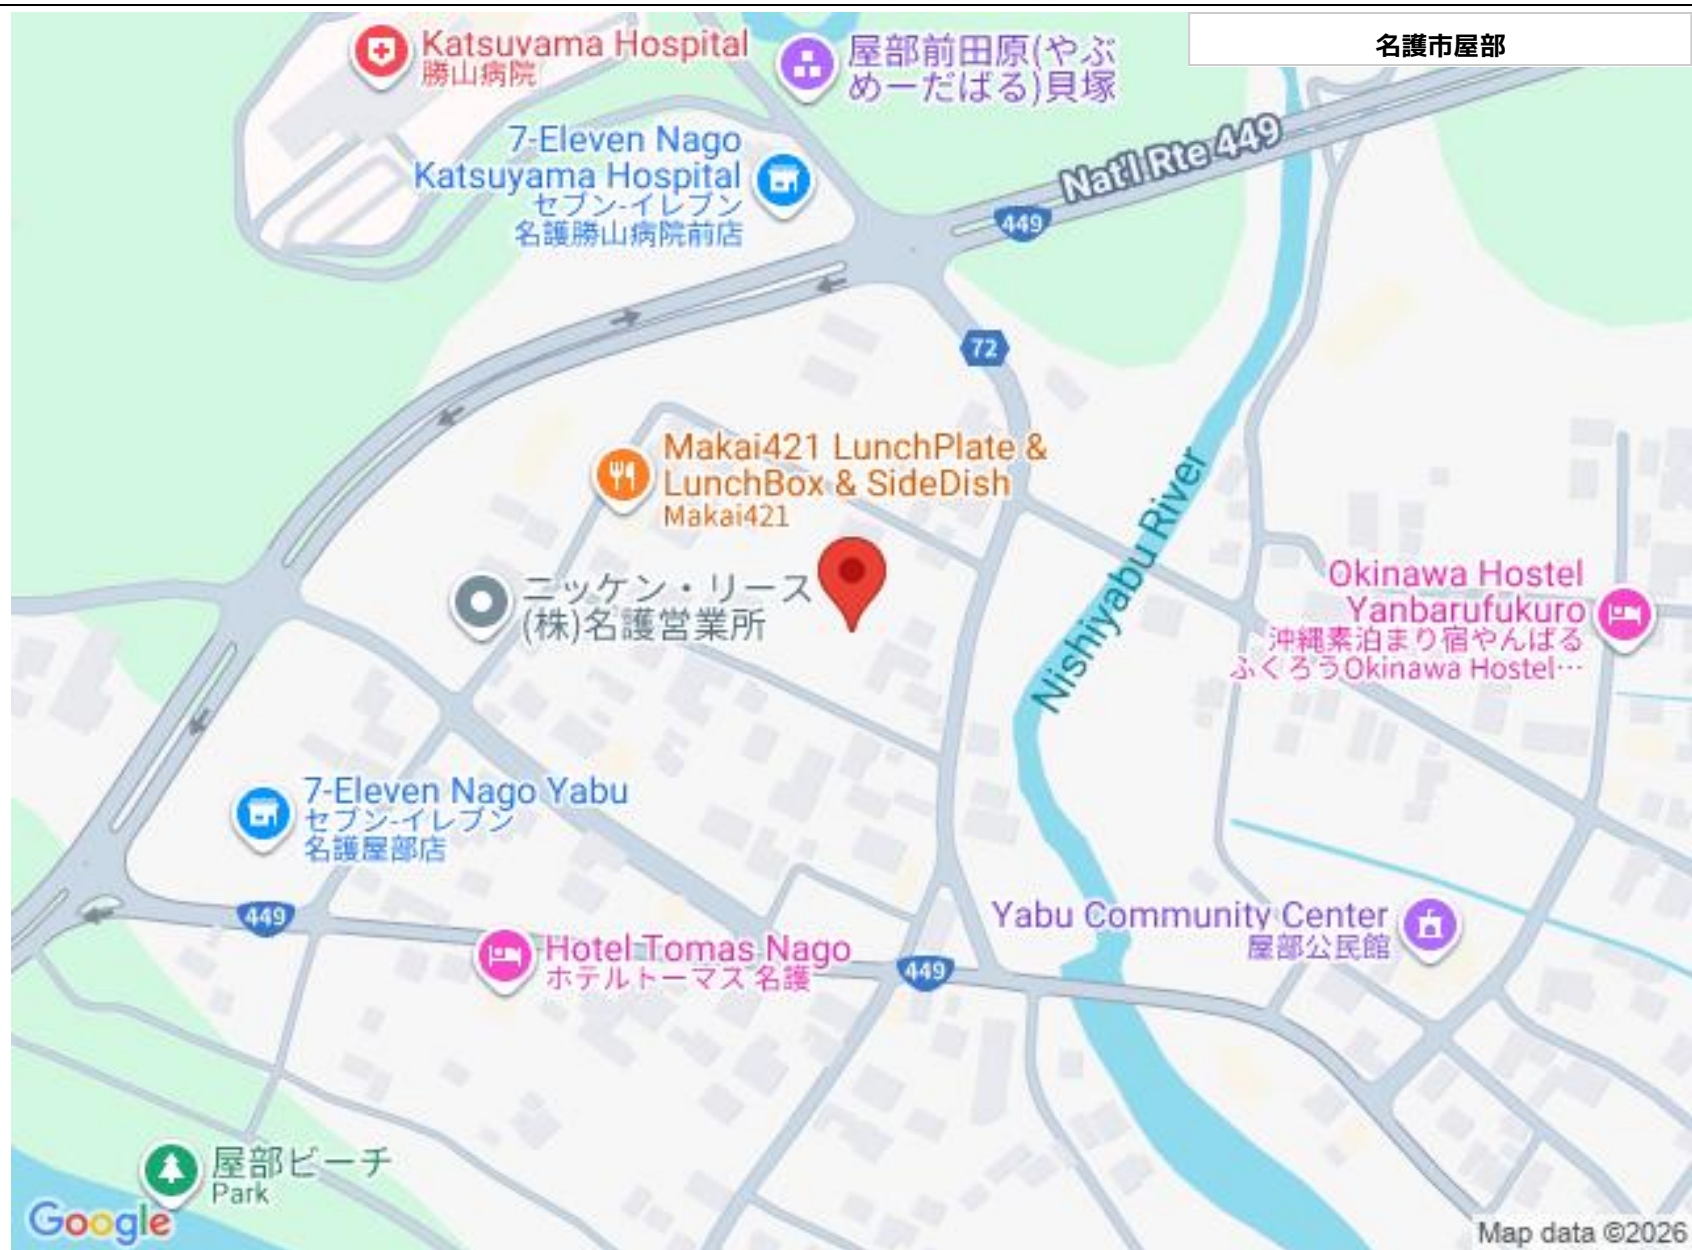 名護市屋部
Katsuyama Hospital
勝山病院
屋部前田原(やぶ
めーだばる)貝塚
7-Eleven Nago
Katsuyama Hospital
セブン-イレブン
名護勝山病院前店
Nat'l Rte 449
449
72
Makai421 LunchPlate &
LunchBox & SideDish
Makai421
Nishiyabu River
ニッケン・リース
(株)名護営業所
Okinawa Hostel
Yanbarufukuro
沖縄素泊まり宿やんばる
ふくろうOkinawa Hostel…
7-Eleven Nago Yabu
セブン-イレブン
名護屋部店
449
Yabu Community Center
屋部公民館
Hotel Tomas Nago
ホテルトーマス 名護
449
屋部ビーチ
Park
Google
Map data ©2026